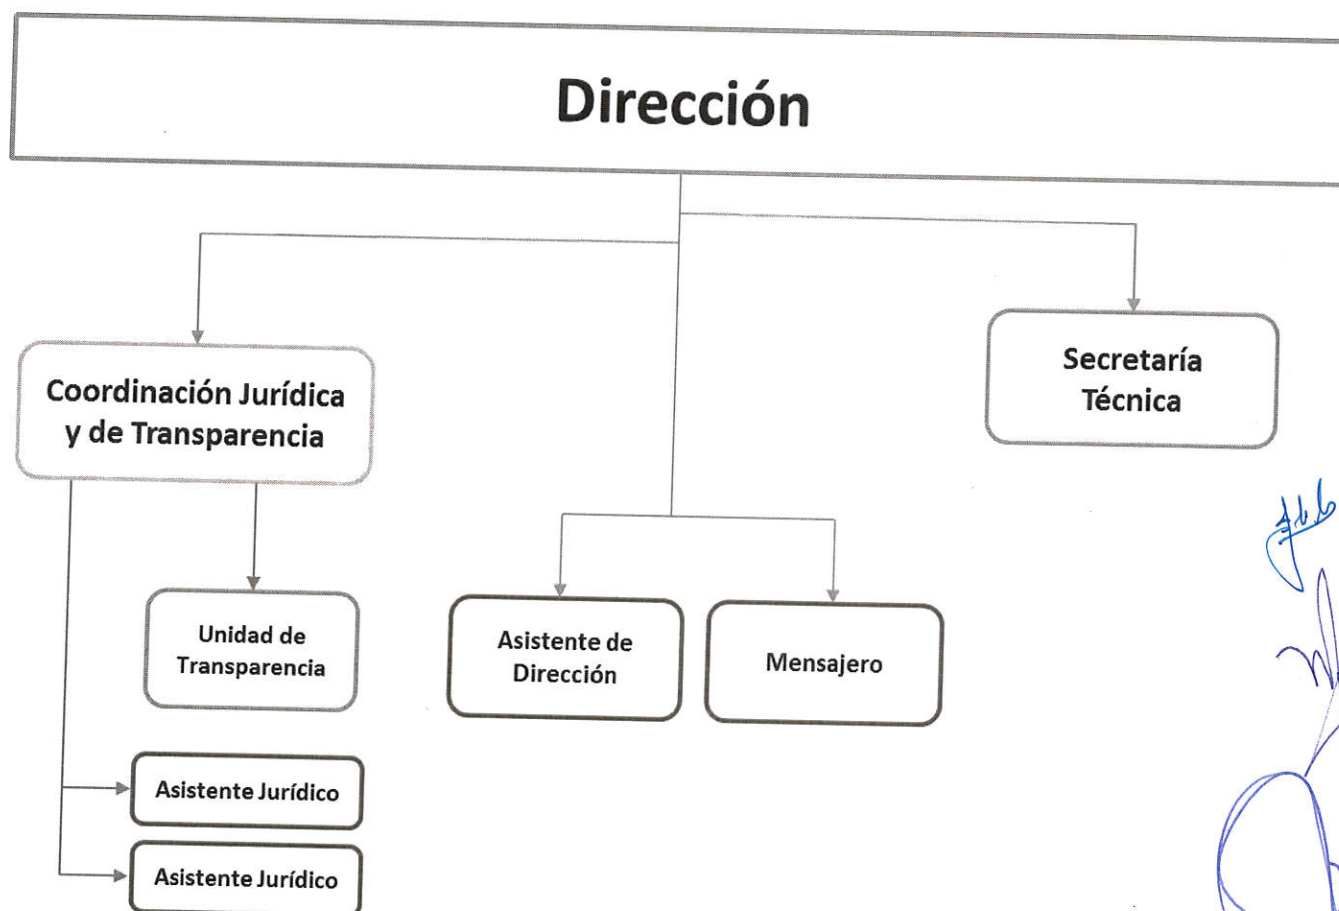 Dirección
Coordinación Jurídica
y de Transparencia
Secretaría
Técnica
Unidad de
Transparencia
Asistente de
Dirección
Mensajero
Asistente Jurídico
Asistente Jurídico